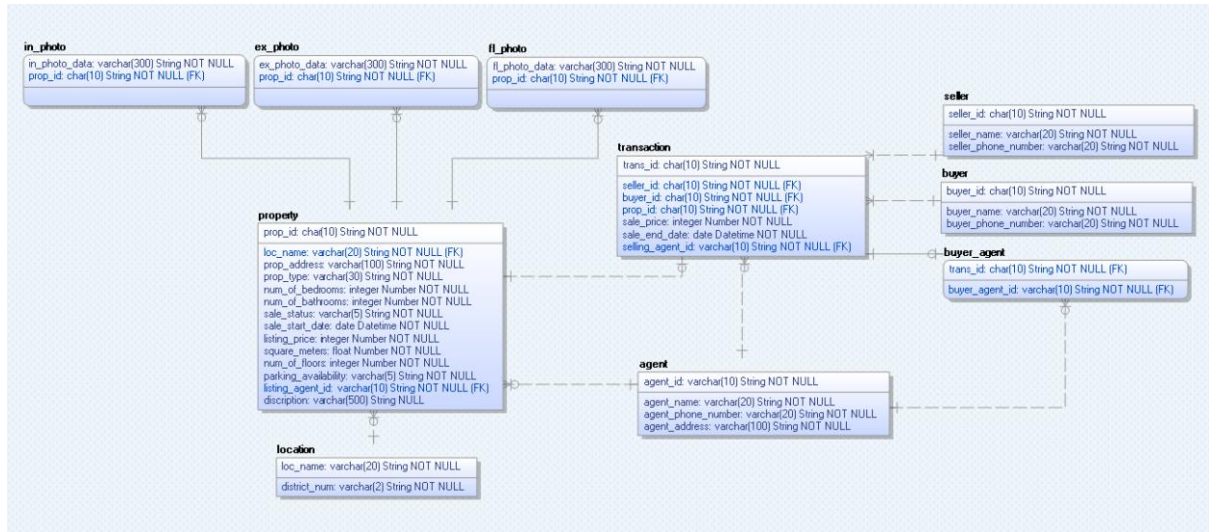 in_photo
in_photo_data: varchar(300) String NOT NULL
prop_id: char(10) String NOT NULL (FK)
ex_photo
ex_photo_data: varchar(300) String NOT NULL
prop_id: char(10) String NOT NULL (FK)
fl_photo
fl_photo_data: varchar(300) String NOT NULL
prop_id: char(10) String NOT NULL (FK)
seller
seller_id: char(10) String NOT NULL
seller_name: varchar(20) String NOT NULL
seller_phone_number: varchar(20) String NOT NULL
transaction
trans_id: char(10) String NOT NULL
seller_id: char(10) String NOT NULL (FK)
buyer_id: char(10) String NOT NULL (FK)
prop_id: char(10) String NOT NULL (FK)
sale_price: integer Number NOT NULL
sale_end_date: date Datetime NOT NULL
selling_agent_id: varchar(10) String NOT NULL (FK)
buyer
buyer_id: char(10) String NOT NULL
buyer_name: varchar(20) String NOT NULL
buyer_phone_number: varchar(20) String NOT NULL
buyer_agent
trans_id: char(10) String NOT NULL (FK)
buyer_agent_id: varchar(10) String NOT NULL (FK)
property
prop_id: char(10) String NOT NULL
loc_name: varchar(20) String NOT NULL (FK)
prop_address: varchar(100) String NOT NULL
prop_type: varchar(30) String NOT NULL
num_of_bedrooms: integer Number NOT NULL
num_of_bathrooms: integer Number NOT NULL
sale_status: varchar(5) String NOT NULL
sale_start_date: date Datetime NOT NULL
listing_price: integer Number NOT NULL
square_meters: float Number NOT NULL
num_of_floors: integer Number NOT NULL
parking_availability: varchar(5) String NOT NULL
listing_agent_id: varchar(10) String NOT NULL (FK)
discription: varchar(500) String NULL
agent
agent_id: varchar(10) String NOT NULL
agent_name: varchar(20) String NOT NULL
agent_phone_number: varchar(20) String NOT NULL
agent_address: varchar(100) String NOT NULL
location
loc_name: varchar(20) String NOT NULL
district_num: varchar(2) String NOT NULL